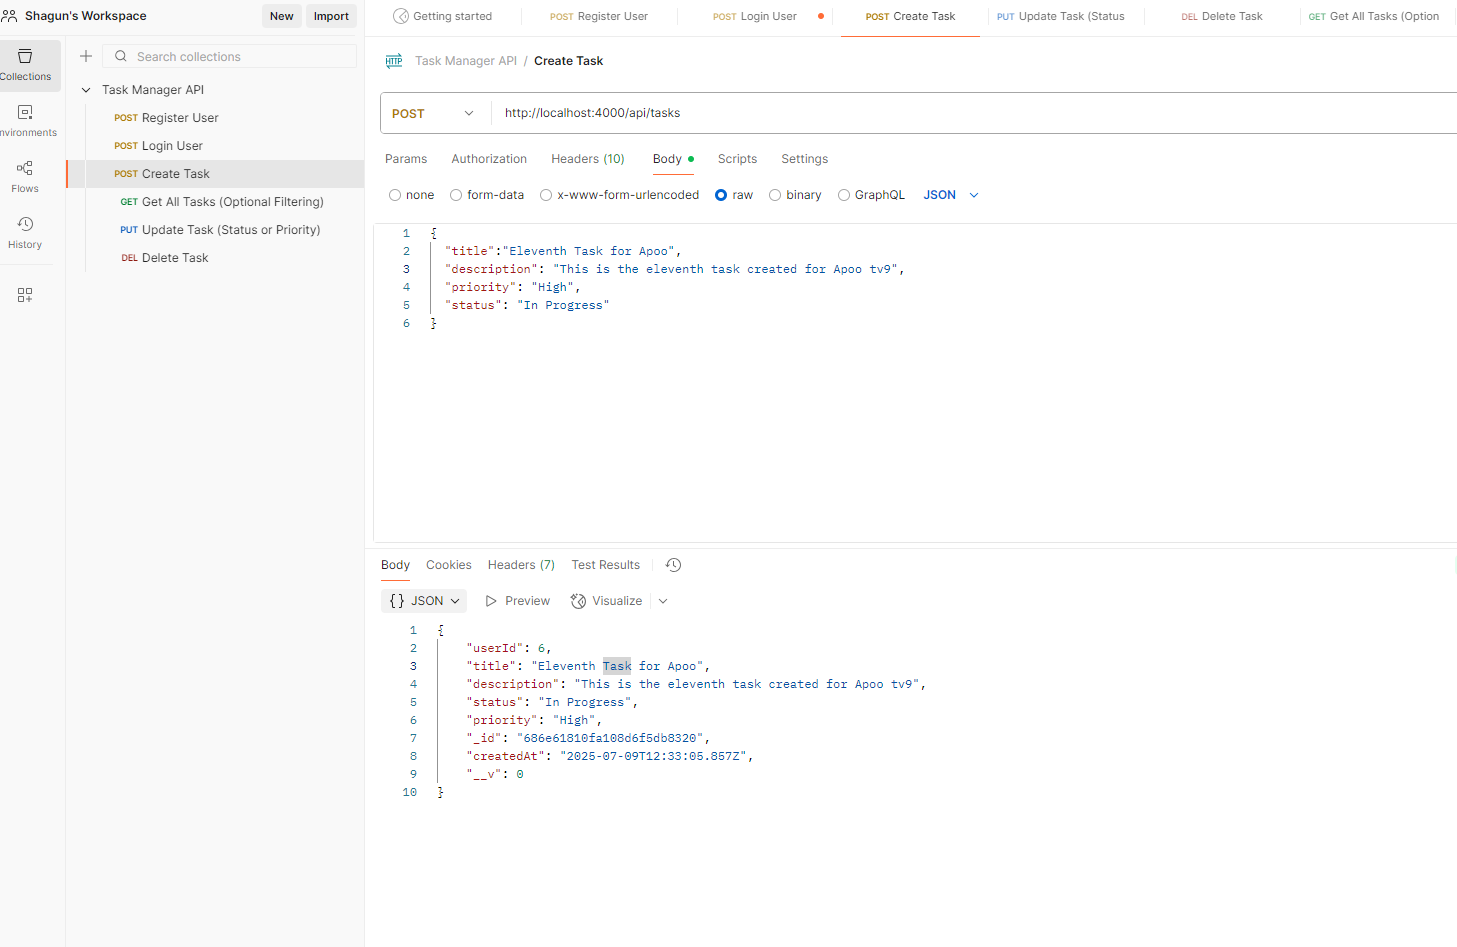 Shagun's Workspace
New
Import
Getting started
POST Register User
POST Login User
POST Create Task
PUT Update Task (Status
DEL Delete Task
GET Get All Tasks (Option
Collections
nvironments
Flows
History
Search collections
Task Manager API
POST Register User
POST Login User
POST Create Task
GET Get All Tasks (Optional Filtering)
PUT Update Task (Status or Priority)
DEL Delete Task
HTTP Task Manager API / Create Task
POST http://localhost:4000/api/tasks
Params Authorization Headers (10) Body Scripts Settings
none form-data x-www-form-urlencoded raw binary GraphQL JSON
1 {
2 "title":"Eleventh Task for Apoo",
3 "description": "This is the eleventh task created for Apoo tv9",
4 "priority": "High",
5 "status": "In Progress"
6 }
Body Cookies Headers (7) Test Results
{} JSON Preview Visualize
1 {
2 "userId": 6,
3 "title": "Eleventh Task for Apoo",
4 "description": "This is the eleventh task created for Apoo tv9",
5 "status": "In Progress",
6 "priority": "High",
7 "_id": "686e61810fa108d6f5db8320",
8 "createdAt": "2025-07-09T12:33:05.857Z",
9 "__v": 0
10 }